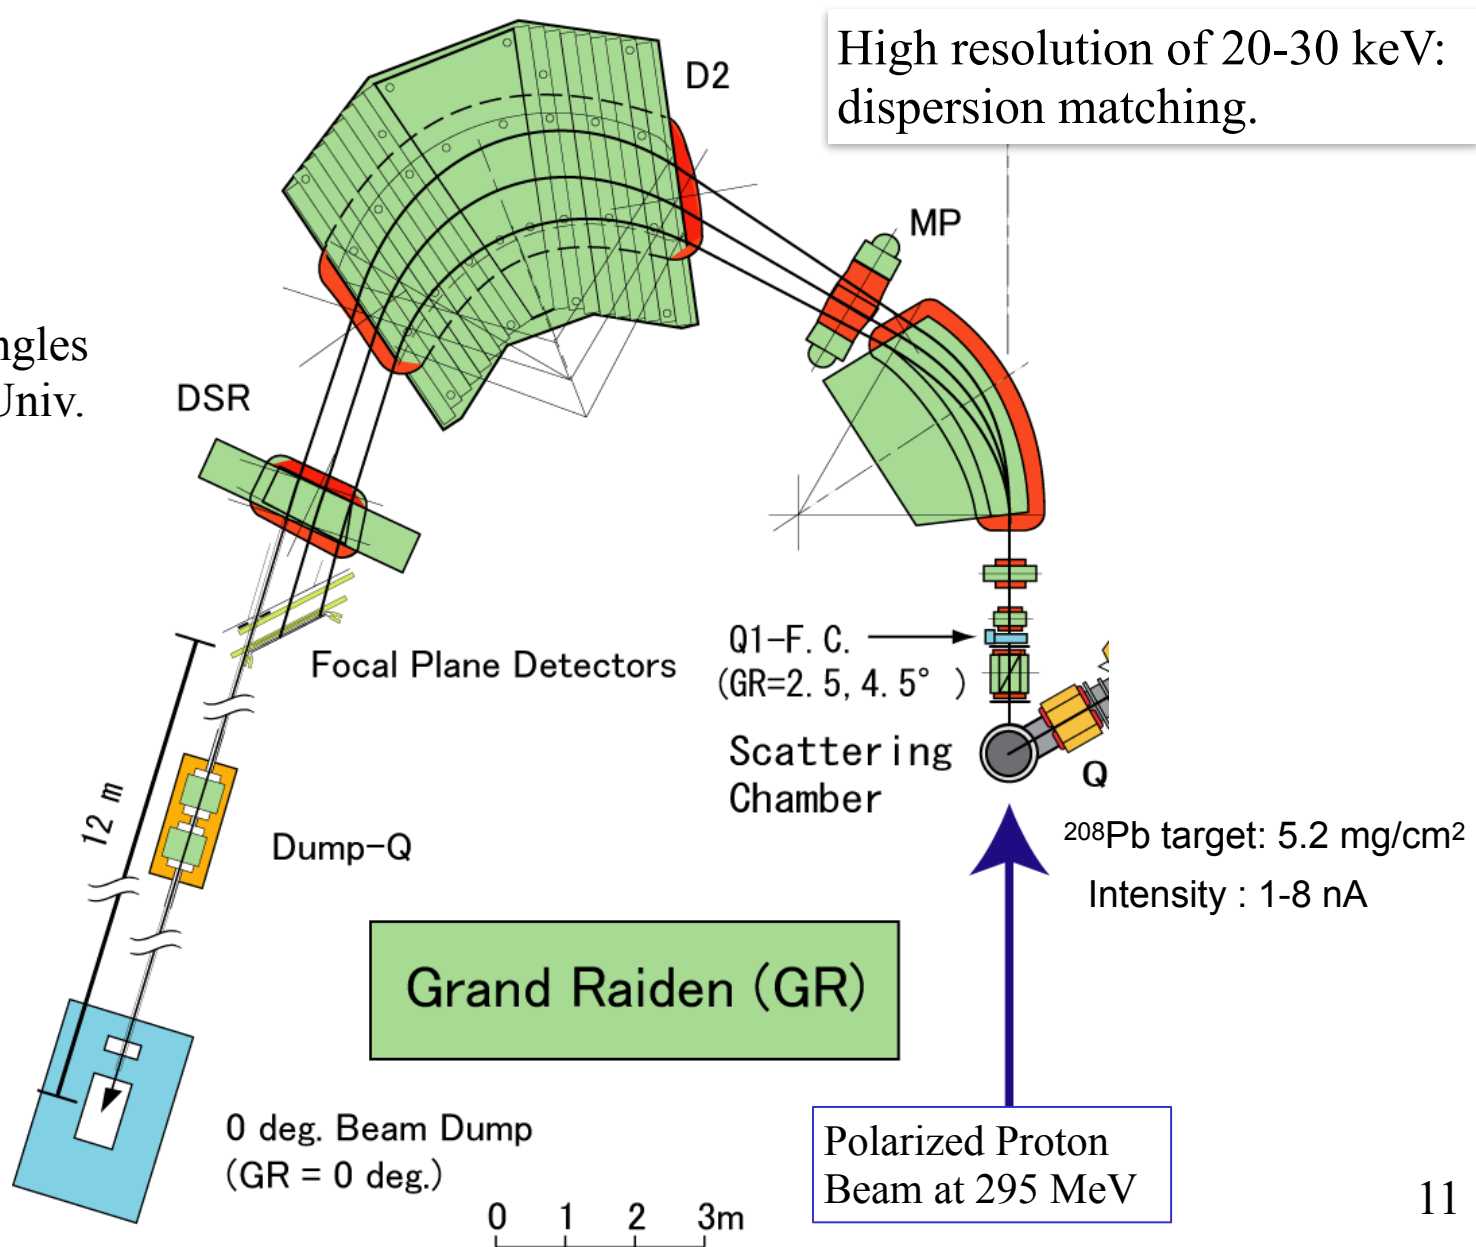 High resolution of 20-30 keV:
dispersion matching.
D2
MP
ngles
Univ.
DSR
Q1-F. C.
(GR=2.5, 4.5° )
Focal Plane Detectors
Scattering
Chamber
Q
12 m
Dump-Q
²⁰⁸Pb target: 5.2 mg/cm²
Intensity : 1-8 nA
Grand Raiden (GR)
0 deg. Beam Dump
(GR = 0 deg.)
Polarized Proton
Beam at 295 MeV
0 1 2 3m
11